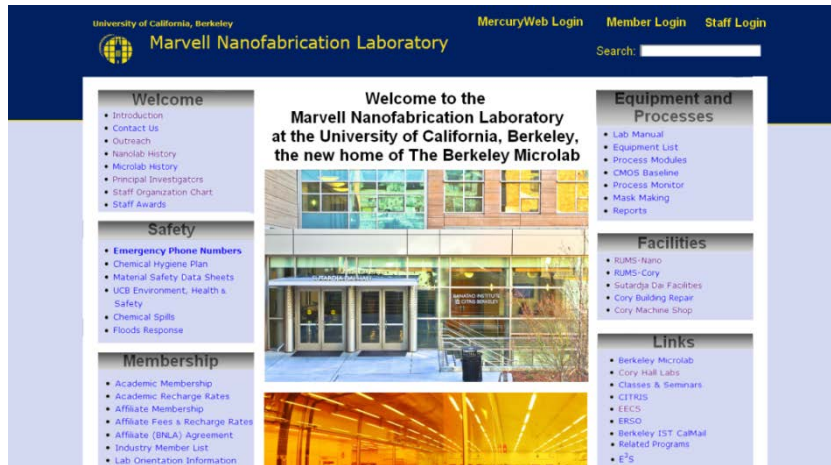 University of California, Berkeley
Marvell Nanofabrication Laboratory
MercuryWeb Login
Member Login
Staff Login
Search:
Welcome
Introduction
Contact Us
Outreach
Nanolab History
Microlab History
Principal Investigators
Staff Organization Chart
Staff Awards
Safety
Emergency Phone Numbers
Chemical Hygiene Plan
Material Safety Data Sheets
UCB Environment, Health &
Safety
Chemical Spills
Floods Response
Membership
Academic Membership
Academic Recharge Rates
Affiliate Membership
Affiliate Fees & Recharge Rates
Affiliate (BNLA) Agreement
Industry Member List
Lab Orientation Information
Welcome to the
Marvell Nanofabrication Laboratory
at the University of California, Berkeley,
the new home of The Berkeley Microlab
SUTARDJA DAI HALL
BANATAO INSTITUTE
@ CITRIS BERKELEY
Equipment and
Processes
Lab Manual
Equipment List
Process Modules
CMOS Baseline
Process Monitor
Mask Making
Reports
Facilities
RUMS-Nano
RUMS-Cory
Sutardja Dai Facilities
Cory Building Repair
Cory Machine Shop
Links
Berkeley Microlab
Cory Hall Labs
Classes & Seminars
CITRIS
EECS
ERSO
Berkeley IST CalMail
Related Programs
E³S